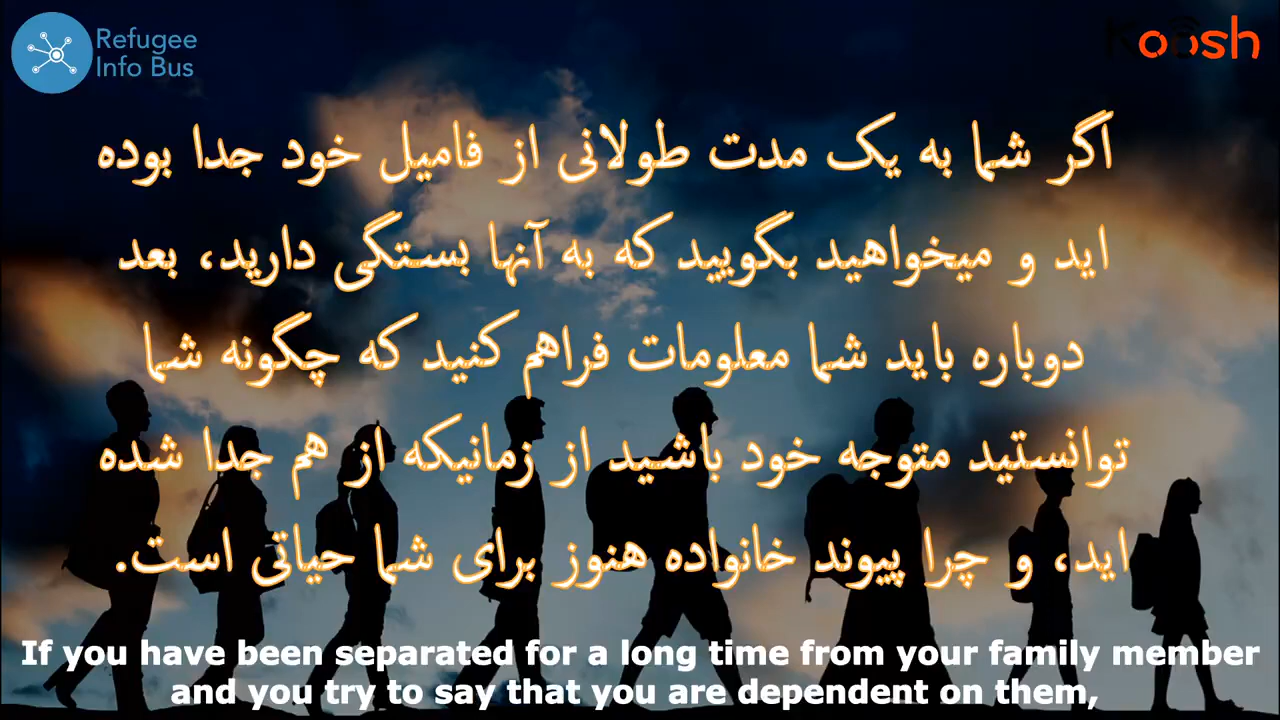 Refugee
Info Bus
Koosh
اگر شما به یک مدت طولانی از فامیل خود جدا بوده
اید و میخواهید بگویید که به آنها بستگی دارید، بعد
دوباره باید شما معلومات فراهم کنید که چگونه شما
توانستید متوجه خود باشید از زمانیکه از هم جدا شده
اید، و چرا پیوند خانواده هنوز برای شما حیاتی است.
If you have been separated for a long time from your family member
and you try to say that you are dependent on them,